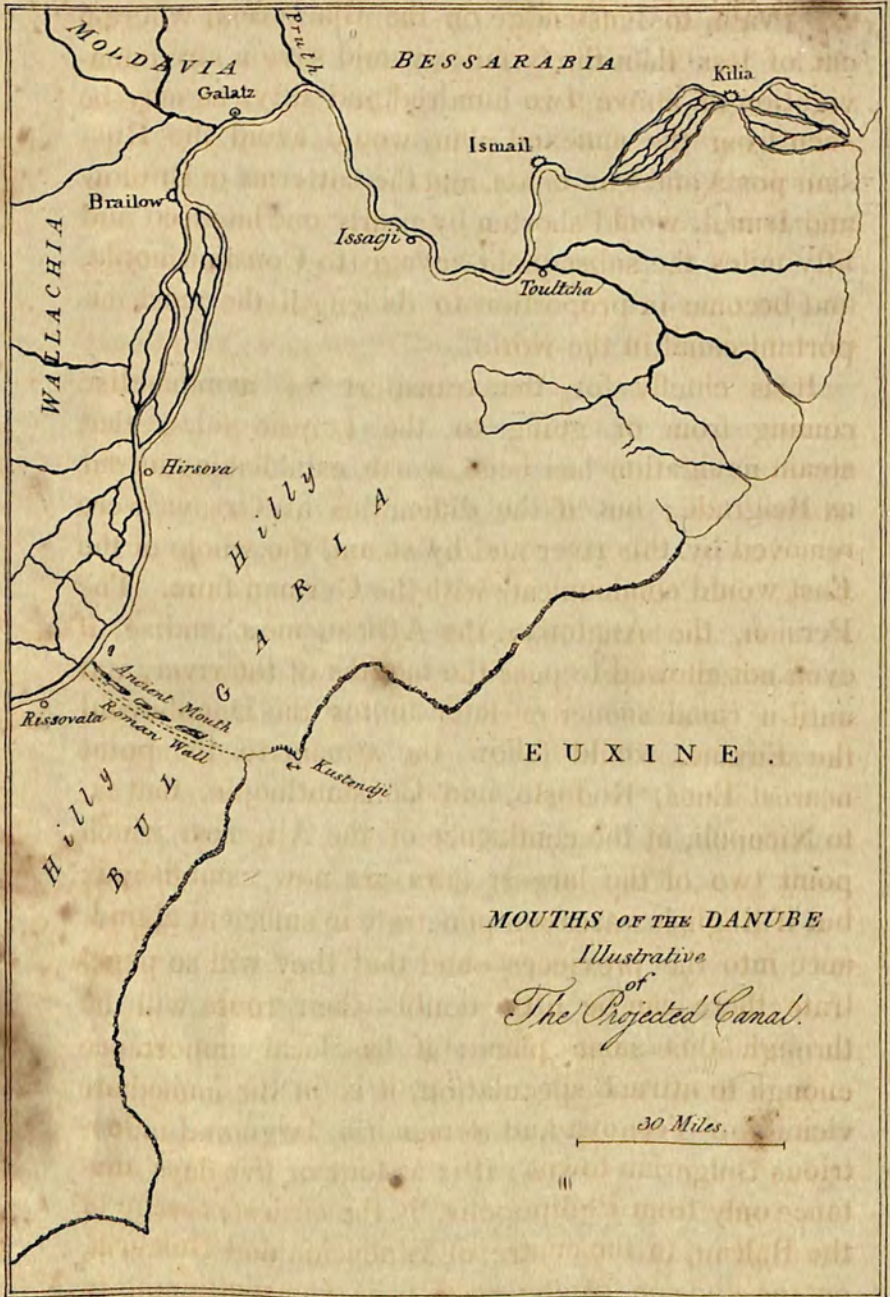 MOLDAVIA
Pruth
BESSARABIA
Galatz
Kilia
Ismail
Brailow
Issacji
WALLACHIA
Toultcha
Hirsova
Hilly
BULGARIA
Ancient Mouth
Roman Wall
Rissovata
Kustendji
EUXINE.
Hilly
MOUTHS OF THE DANUBE
Illustrative
of
The Projected Canal.
30 Miles.